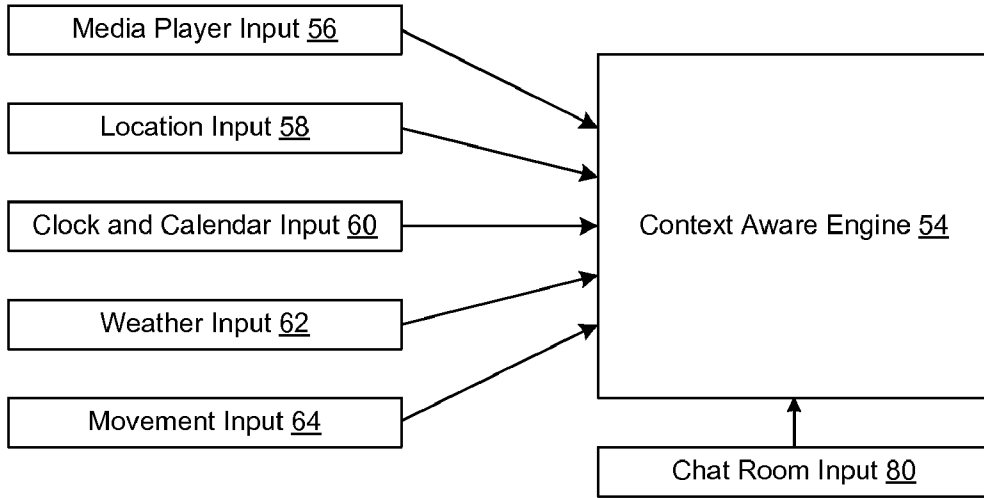 Media Player Input 56
Location Input 58
Clock and Calendar Input 60
Context Aware Engine 54
Weather Input 62
Movement Input 64
Chat Room Input 80